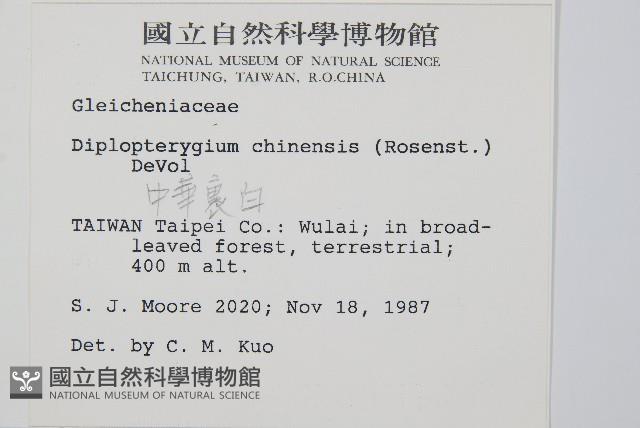 國立自然科學博物館
NATIONAL MUSEUM OF NATURAL SCIENCE
TAICHUNG, TAIWAN, R.O.CHINA
Gleicheniaceae
Diplopterygium chinensis (Rosenst.)
DeVol
中華裏白
TAIWAN Taipei Co.: Wulai; in broad-
leaved forest, terrestrial;
400 m alt.
S. J. Moore 2020; Nov 18, 1987
Det. by C. M. Kuo
國立自然科學博物館
NATIONAL MUSEUM OF NATURAL SCIENCE